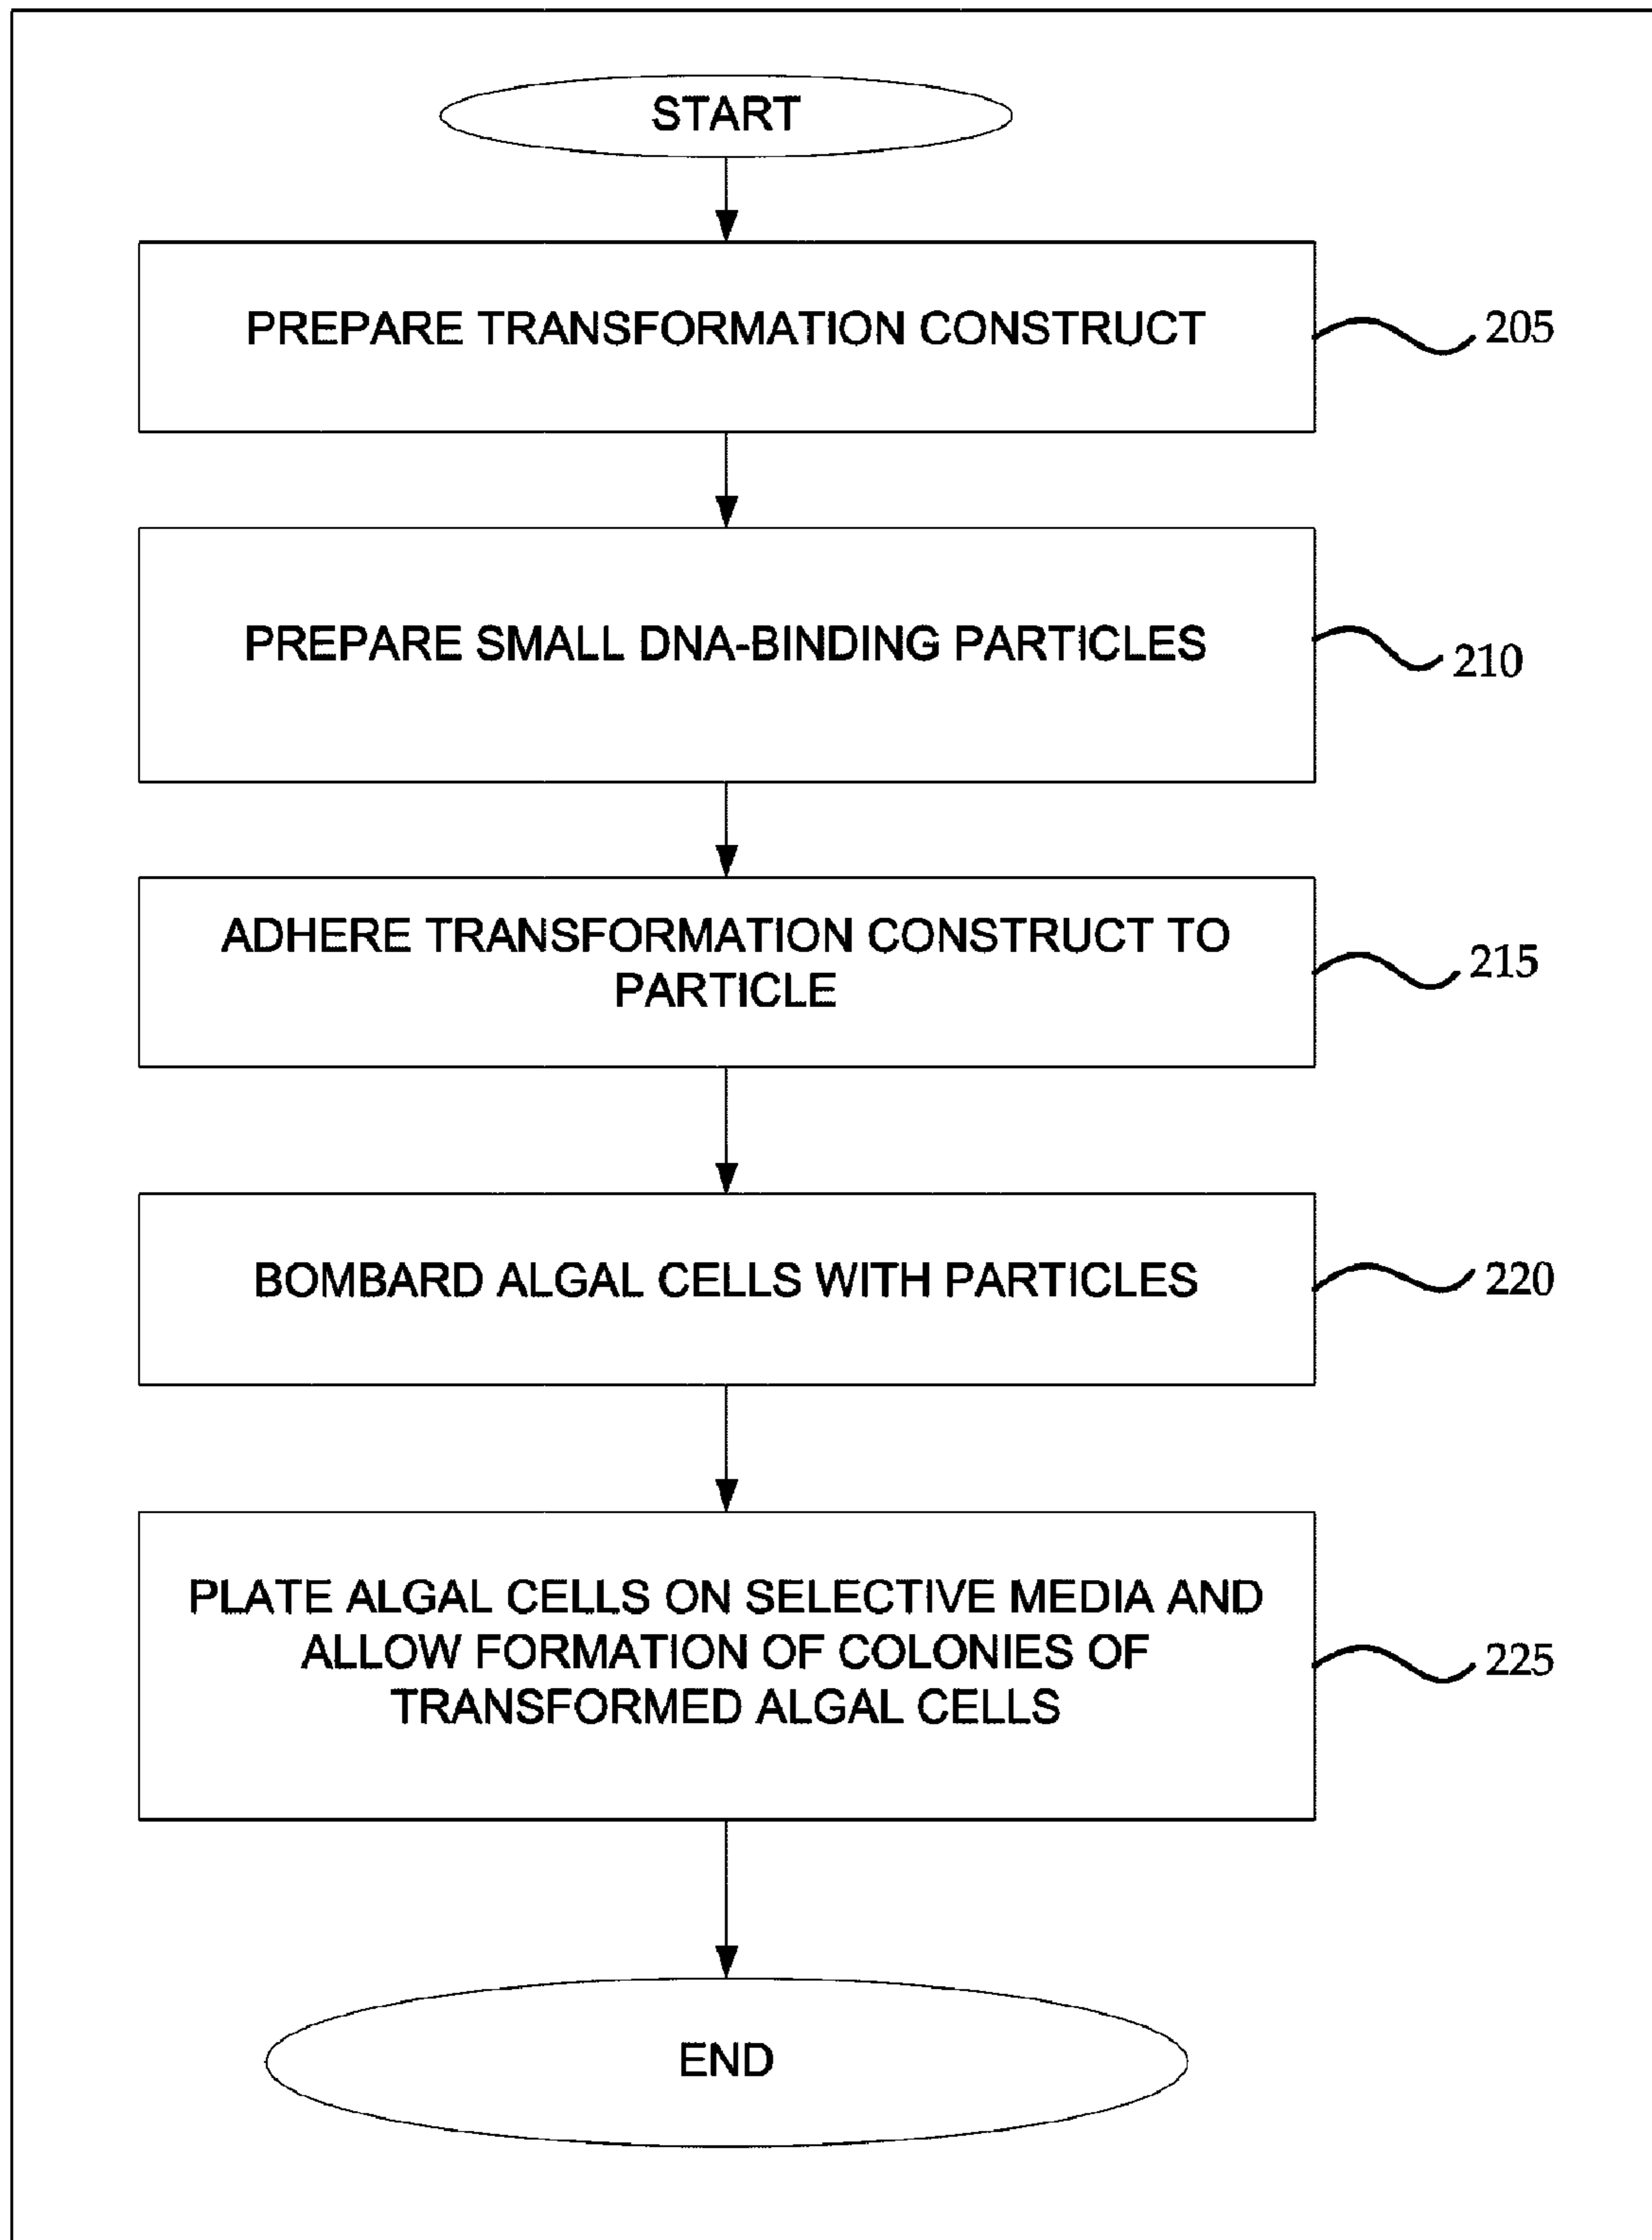 START
PREPARE TRANSFORMATION CONSTRUCT
205
PREPARE SMALL DNA-BINDING PARTICLES
210
ADHERE TRANSFORMATION CONSTRUCT TO
PARTICLE
215
BOMBARD ALGAL CELLS WITH PARTICLES
220
PLATE ALGAL CELLS ON SELECTIVE MEDIA AND
ALLOW FORMATION OF COLONIES OF
TRANSFORMED ALGAL CELLS
225
END